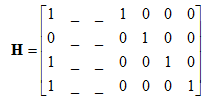 H = [1 _ _ 1 0 0 0
0 _ _ 0 1 0 0
1 _ _ 0 0 1 0
1 _ _ 0 0 0 1]